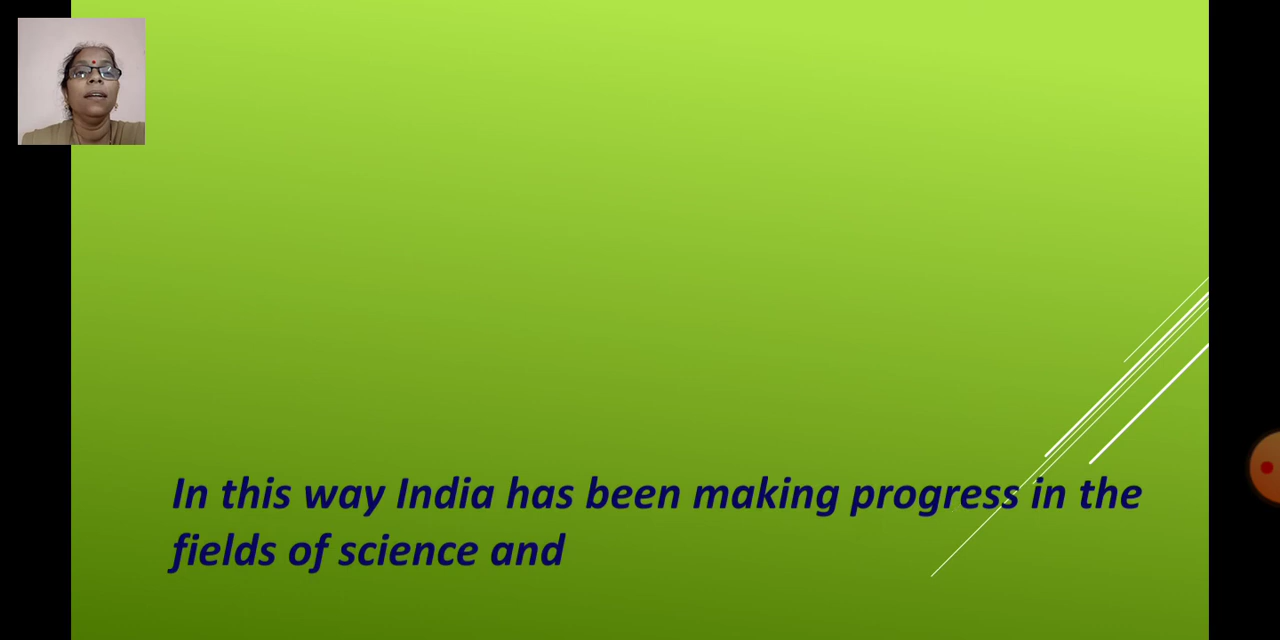 In this way India has been making progress in the
fields of science and